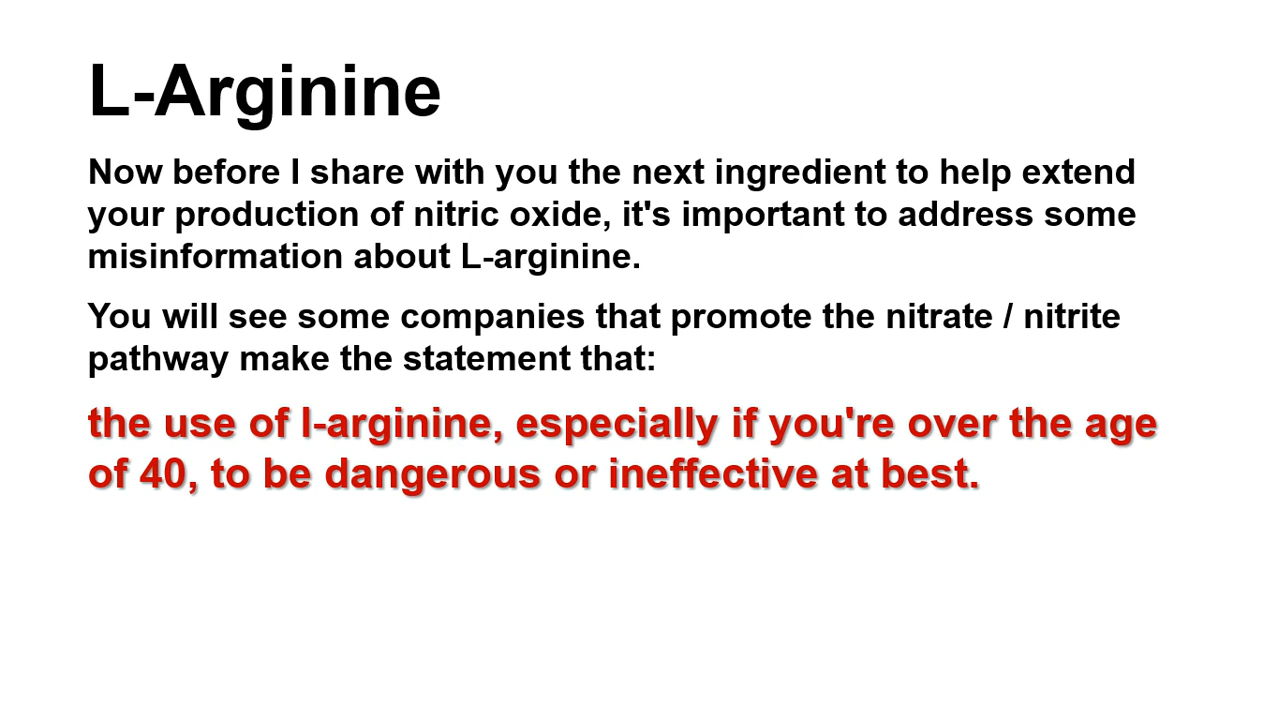 L-Arginine
Now before I share with you the next ingredient to help extend
your production of nitric oxide, it's important to address some
misinformation about L-arginine.
You will see some companies that promote the nitrate / nitrite
pathway make the statement that:
the use of l-arginine, especially if you're over the age
of 40, to be dangerous or ineffective at best.